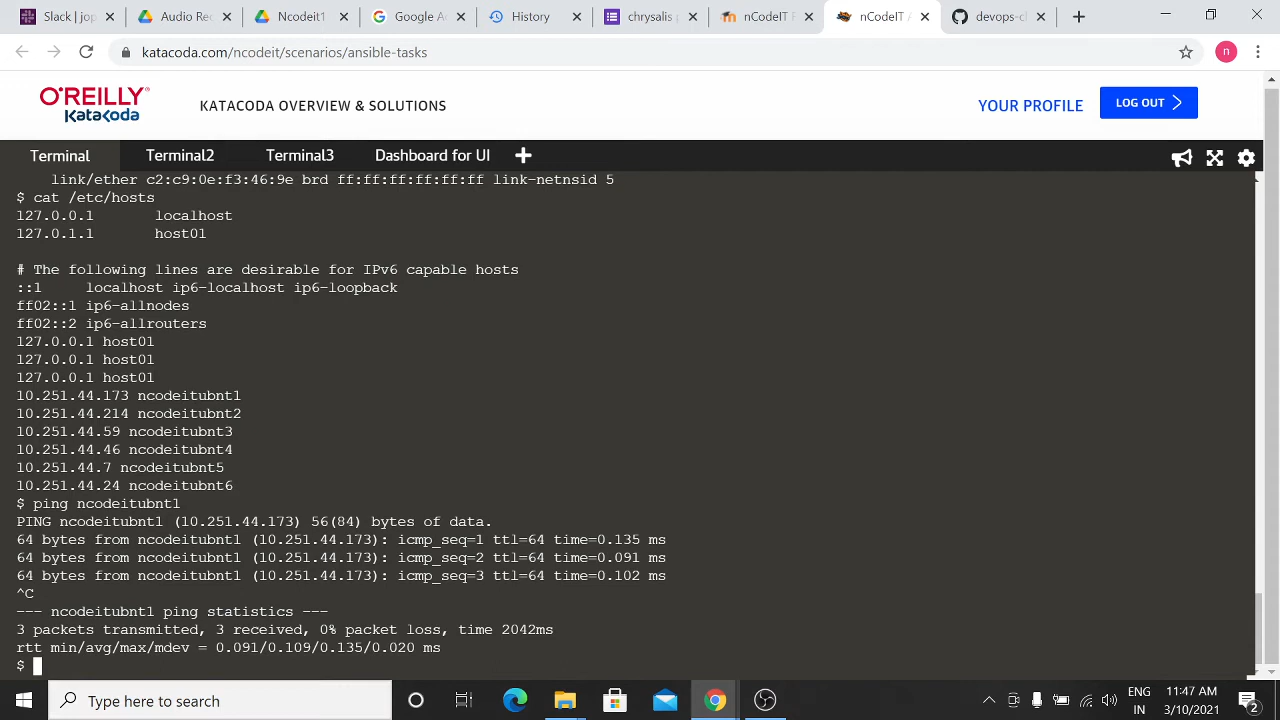 Slack | jop
Audio Re
Ncodeit1
Google A
History
chrysalis p
nCodeIT F
nCodeIT /
devops-cl
katacoda.com/ncodeit/scenarios/ansible-tasks
n
O'REILLY
Katacoda
KATACODA OVERVIEW & SOLUTIONS
YOUR PROFILE
LOG OUT
Terminal
Terminal2
Terminal3
Dashboard for UI
link/ether c2:c9:0e:f3:46:9e brd ff:ff:ff:ff:ff:ff link-netnsid 5
$ cat /etc/hosts
127.0.0.1 localhost
127.0.1.1 host01
# The following lines are desirable for IPv6 capable hosts
::1 localhost ip6-localhost ip6-loopback
ff02::1 ip6-allnodes
ff02::2 ip6-allrouters
127.0.0.1 host01
127.0.0.1 host01
127.0.0.1 host01
10.251.44.173 ncodeitubnt1
10.251.44.214 ncodeitubnt2
10.251.44.59 ncodeitubnt3
10.251.44.46 ncodeitubnt4
10.251.44.7 ncodeitubnt5
10.251.44.24 ncodeitubnt6
$ ping ncodeitubnt1
PING ncodeitubnt1 (10.251.44.173) 56(84) bytes of data.
64 bytes from ncodeitubnt1 (10.251.44.173): icmp_seq=1 ttl=64 time=0.135 ms
64 bytes from ncodeitubnt1 (10.251.44.173): icmp_seq=2 ttl=64 time=0.091 ms
64 bytes from ncodeitubnt1 (10.251.44.173): icmp_seq=3 ttl=64 time=0.102 ms
^C
--- ncodeitubnt1 ping statistics ---
3 packets transmitted, 3 received, 0% packet loss, time 2042ms
rtt min/avg/max/mdev = 0.091/0.109/0.135/0.020 ms
$
Type here to search
ENG
IN
11:47 AM
3/10/2021
2